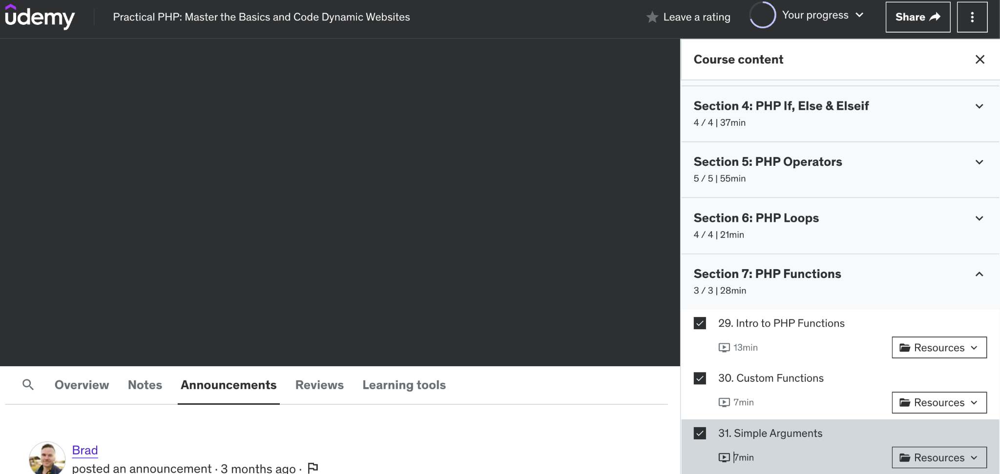 udemy
Practical PHP: Master the Basics and Code Dynamic Websites
Leave a rating
Your progress
Share
Course content
Section 4: PHP If, Else & Elseif
4 / 4 | 37min
Section 5: PHP Operators
5 / 5 | 55min
Section 6: PHP Loops
4 / 4 | 21min
Section 7: PHP Functions
3 / 3 | 28min
29. Intro to PHP Functions
13min
Resources
30. Custom Functions
7min
Resources
31. Simple Arguments
7min
Resources
Overview
Notes
Announcements
Reviews
Learning tools
Brad
posted an announcement · 3 months ago ·